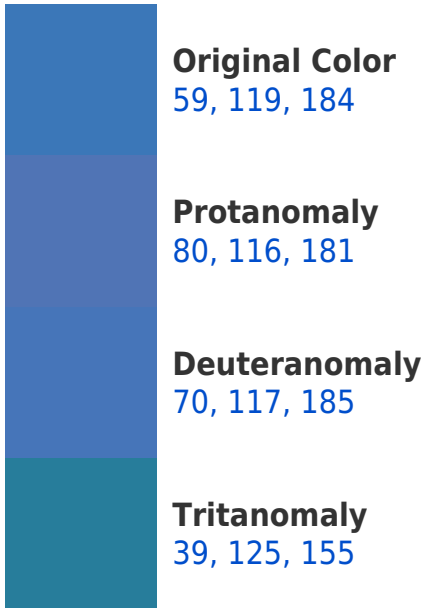 Original Color
59, 119, 184
Protanomaly
80, 116, 181
Deuteranomaly
70, 117, 185
Tritanomaly
39, 125, 155